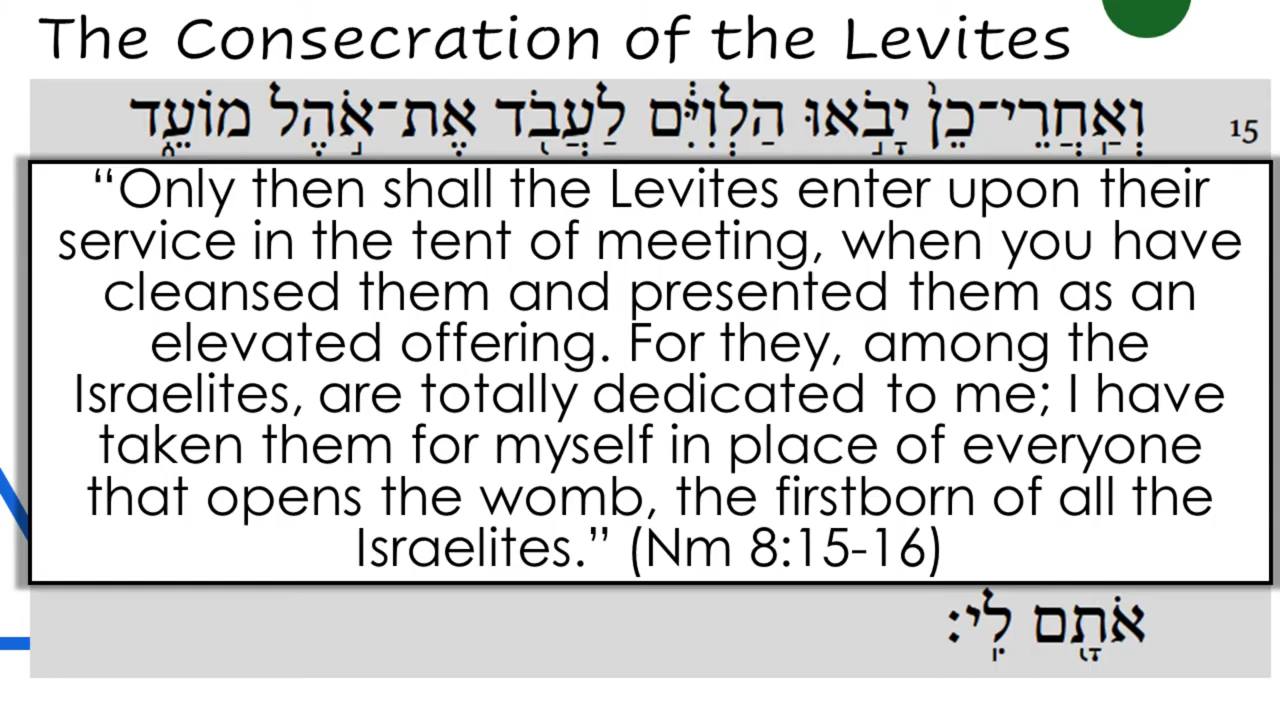 The Consecration of the Levites
15 וְאַֽחֲרֵי־כֵן֙ יָבֹ֣אוּ הַלְוִיִּ֔ם לַעֲבֹ֖ד אֶת־אֹ֣הֶל מוֹעֵ֑ד
“Only then shall the Levites enter upon their
service in the tent of meeting, when you have
cleansed them and presented them as an
elevated offering. For they, among the
Israelites, are totally dedicated to me; I have
taken them for myself in place of everyone
that opens the womb, the firstborn of all the
Israelites.” (Nm 8:15-16)
אֹתָ֖ם לִֽי׃